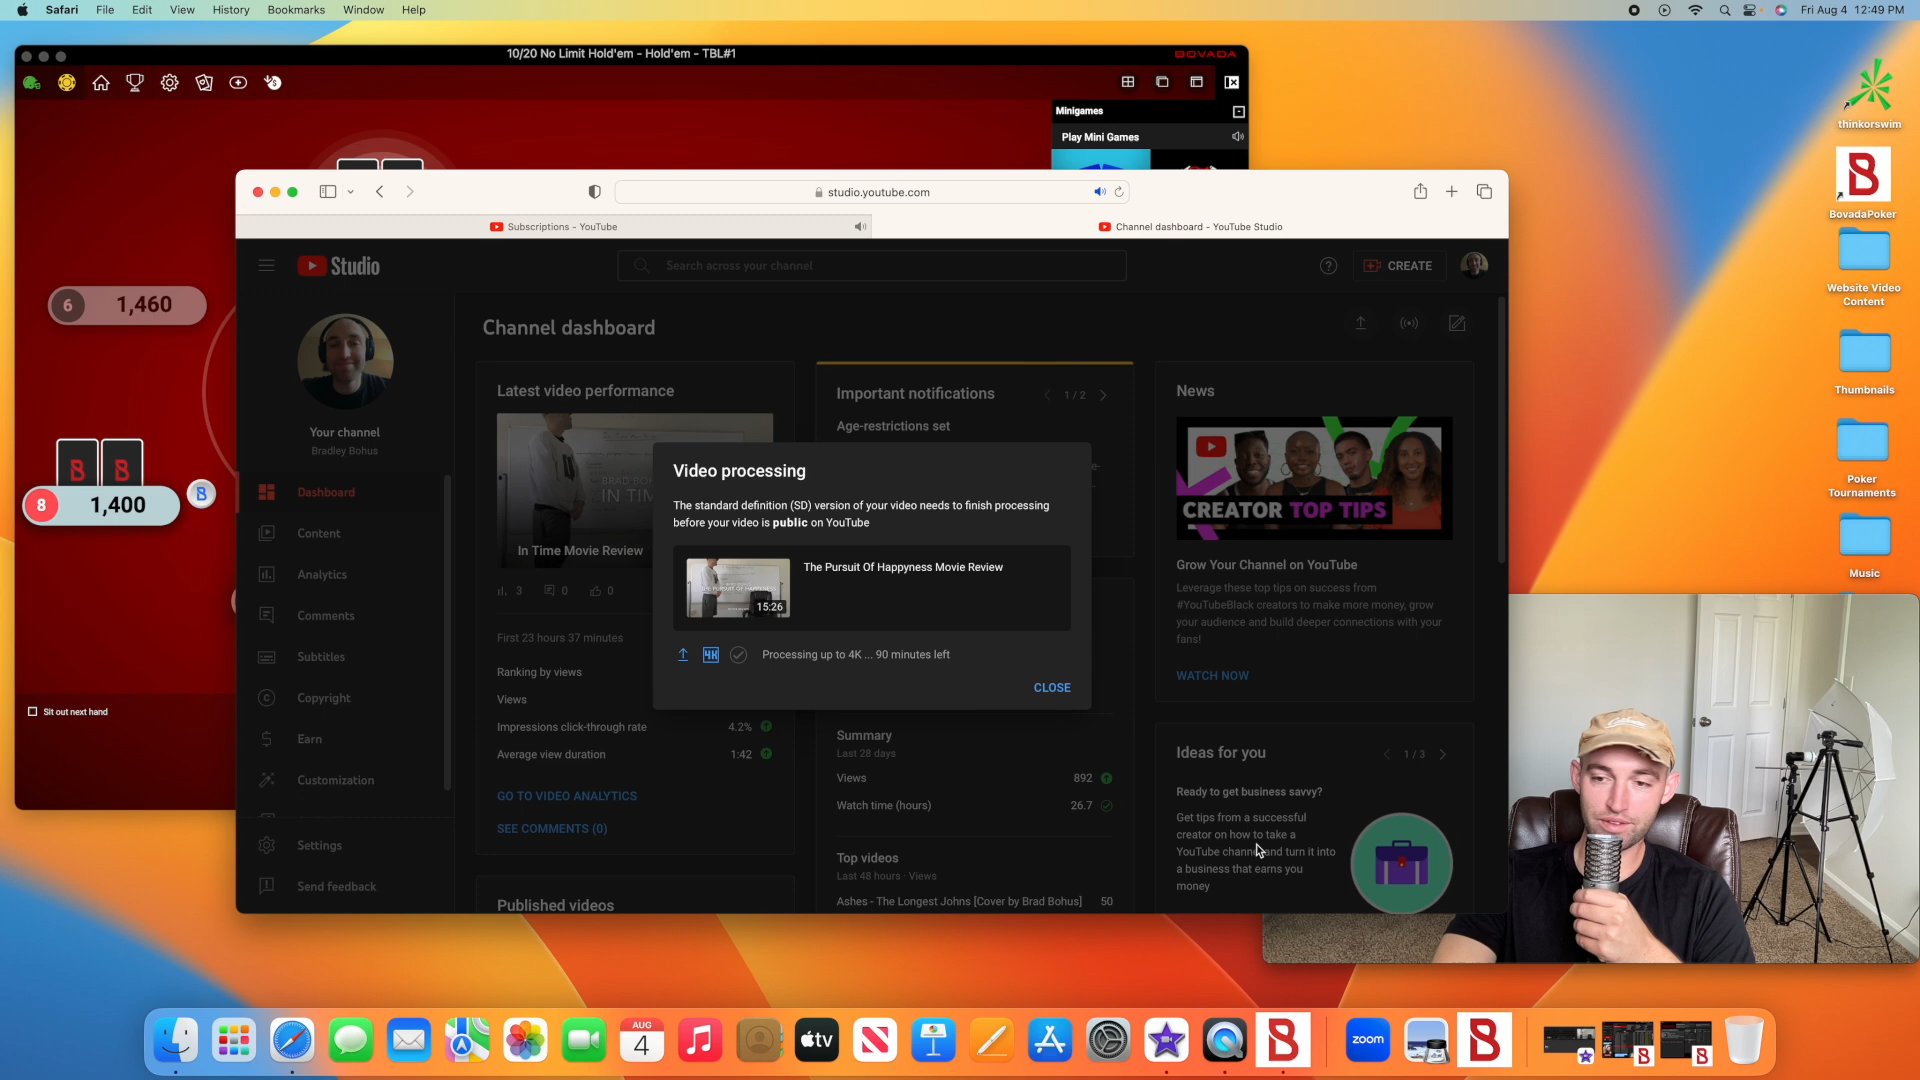 Safari File Edit View History Bookmarks Window Help
Fri Aug 4 12:49 PM
10/20 No Limit Hold'em - Hold'em - TBL#1
BOVADA
Minigames
Play Mini Games
6 1,460
8 1,400
B B
B
Sit out next hand
studio.youtube.com
Subscriptions - YouTube
Channel dashboard - YouTube Studio
Studio
Search across your channel
CREATE
Your channel
Bradley Bohus
Dashboard
Content
Analytics
Comments
Subtitles
Copyright
Earn
Customization
Settings
Send feedback
Channel dashboard
Latest video performance
BRAD BOH
IN TIM
In Time Movie Review
3 0 0
First 23 hours 37 minutes
Ranking by views
Views
Impressions click-through rate 4.2%
Average view duration 1:42
GO TO VIDEO ANALYTICS
SEE COMMENTS (0)
Published videos
Important notifications
1 / 2
Age-restrictions set
Video processing
The standard definition (SD) version of your video needs to finish processing
before your video is public on YouTube
THE PURSUIT OF HAPPYNESS
15:26
The Pursuit Of Happyness Movie Review
4K
Processing up to 4K ... 90 minutes left
CLOSE
Summary
Last 28 days
Views 892
Watch time (hours) 26.7
Top videos
Last 48 hours · Views
Ashes - The Longest Johns [Cover by Brad Bohus] 50
News
CREATOR TOP TIPS
Grow Your Channel on YouTube
Leverage these top tips on success from
#YouTubeBlack creators to make more money, grow
your audience and build deeper connections with your
fans!
WATCH NOW
Ideas for you
1 / 3
Ready to get business savvy?
Get tips from a successful
creator on how to take a
YouTube channel and turn it into
a business that earns you
money
thinkorswim
B
BovadaPoker
Website Video
Content
Thumbnails
Poker
Tournaments
Music
AUG
4
tv
zoom
B
B